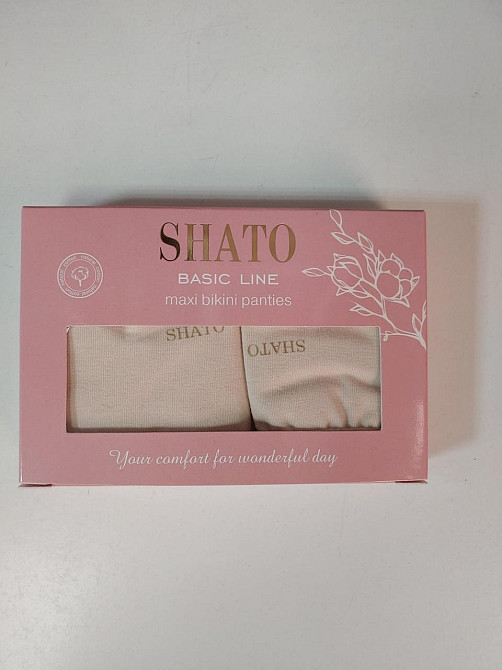 SHATO
BASIC LINE
maxi bikini panties
SHATO
SHATO
Your comfort for wonderful day